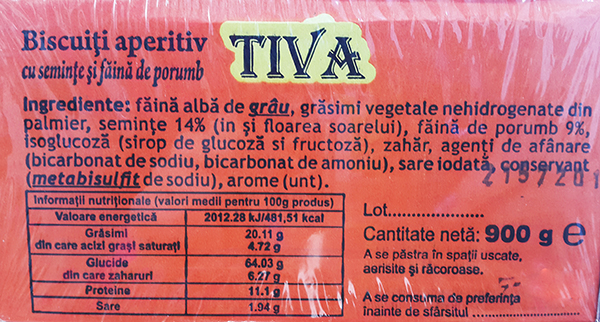 Biscuiţi aperitiv
cu seminţe şi făină de porumb
TIVA
Ingrediente: făină albă de grâu, grăsimi vegetale nehidrogenate din
palmier, seminţe 14% (in şi floarea soarelui), făină de porumb 9%,
isoglucoză (sirop de glucoză si fructoză), zahăr, agenţi de afânare
(bicarbonat de sodiu, bicarbonat de amoniu), sare iodată, conservant
(metabisulfit de sodiu), arome (unt).
Informaţii nutriţionale (valori medii pentru 100g produs)
Valoare energetică 2012.28 kJ/481,51 kcal
Grăsimi 20.11 g
din care acizi graşi saturaţi 4.72 g
Glucide 64.03 g
din care zaharuri 6.27 g
Proteine 11.1 g
Sare 1.94 g
Lot....................
Cantitate netă: 900 g e
A se păstra în spaţii uscate,
aerisite şi răcoroase.
A se consuma de preferinţa
înainte de sfârsitul